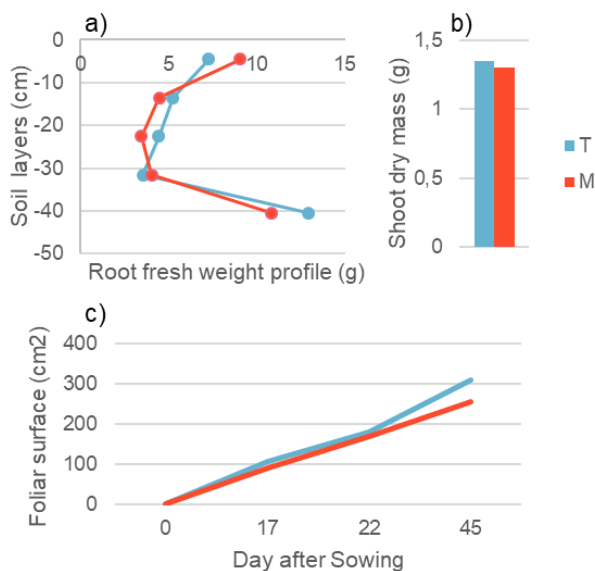 a)
0
0 5 10 15
-10
-20
-30
-40
-50
Soil layers (cm)
Root fresh weight profile (g)
b)
1,5
1
0,5
0
Shoot dry mass (g)
T
M
c)
400
300
200
100
0
Foliar surface (cm2)
0 17 22 45
Day after Sowing